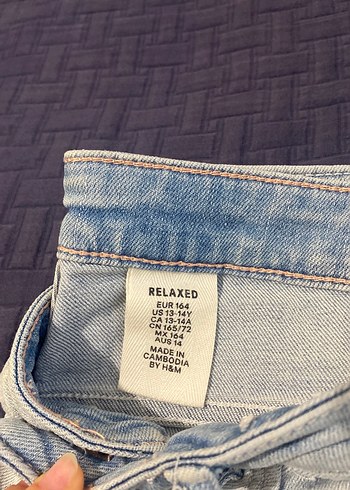 RELAXED
EUR 164
US 13-14Y
CA 13-14A
CN 165/72
MX 164
AUS 14
MADE IN
CAMBODIA
BY H&M